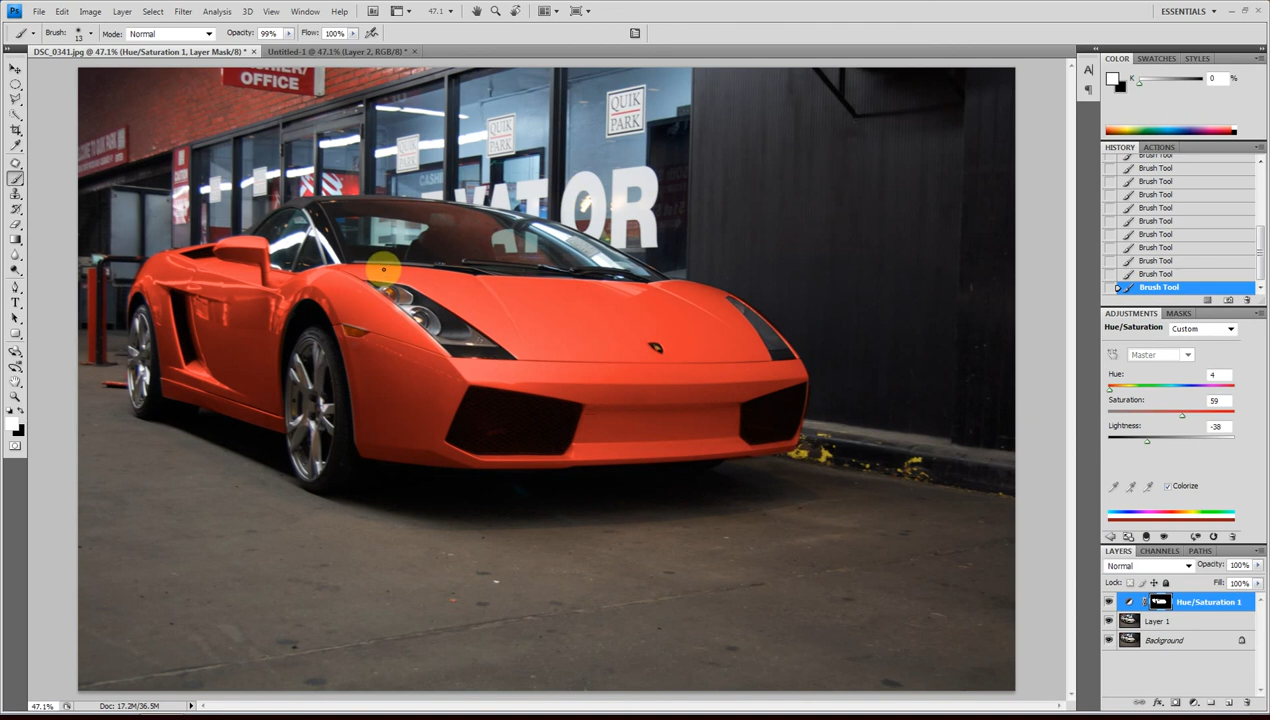 Ps File Edit Image Layer Select Filter Analysis 3D View Window Help 47.1 ESSENTIALS
Brush: 13 Mode: Normal Opacity: 99% Flow: 100%
DSC_0341.jpg @ 47.1% (Hue/Saturation 1, Layer Mask/8) * Untitled-1 @ 47.1% (Layer 2, RGB/8) *
OFFICE
QUIK
PARK
QUIK
PARK
QUIK
PARK
VATOR
COLOR SWATCHES STYLES
K 0 %
HISTORY ACTIONS
Brush Tool
Brush Tool
Brush Tool
Brush Tool
Brush Tool
Brush Tool
Brush Tool
Brush Tool
Brush Tool
Brush Tool
Brush Tool
ADJUSTMENTS MASKS
Hue/Saturation Custom
Master
Hue: 4
Saturation: 59
Lightness: -38
Colorize
LAYERS CHANNELS PATHS
Normal Opacity: 100%
Lock: Fill: 100%
Hue/Saturation 1
Layer 1
Background
47.1% Doc: 17.2M/36.5M